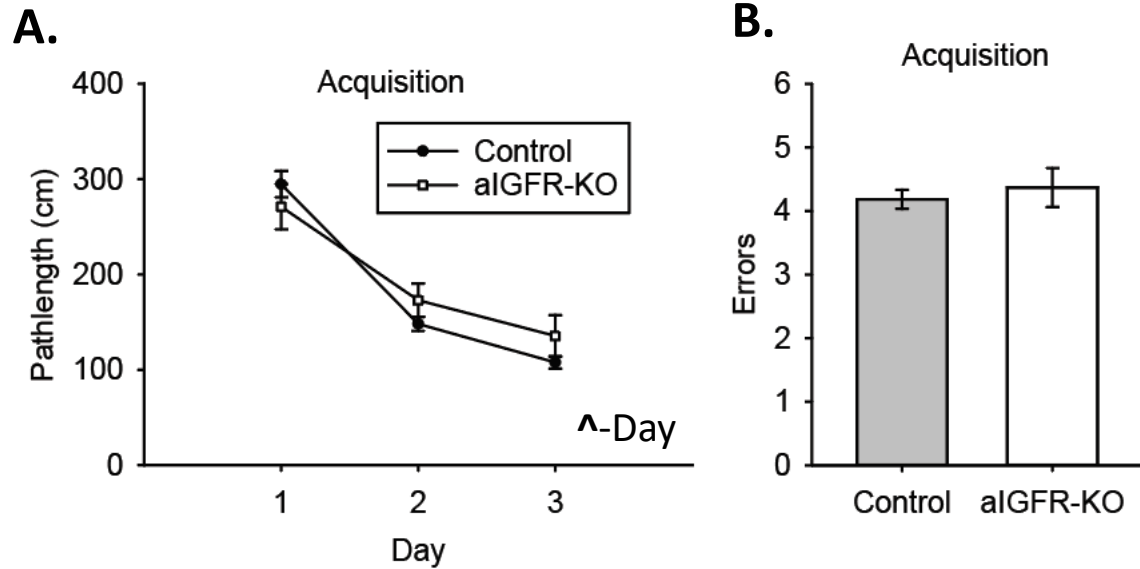 A.
Acquisition
400
300
200
100
0
Pathlength (cm)
Control
aIGFR-KO
^-Day
1 2 3
Day
B.
Acquisition
6
5
4
3
2
1
0
Errors
Control aIGFR-KO